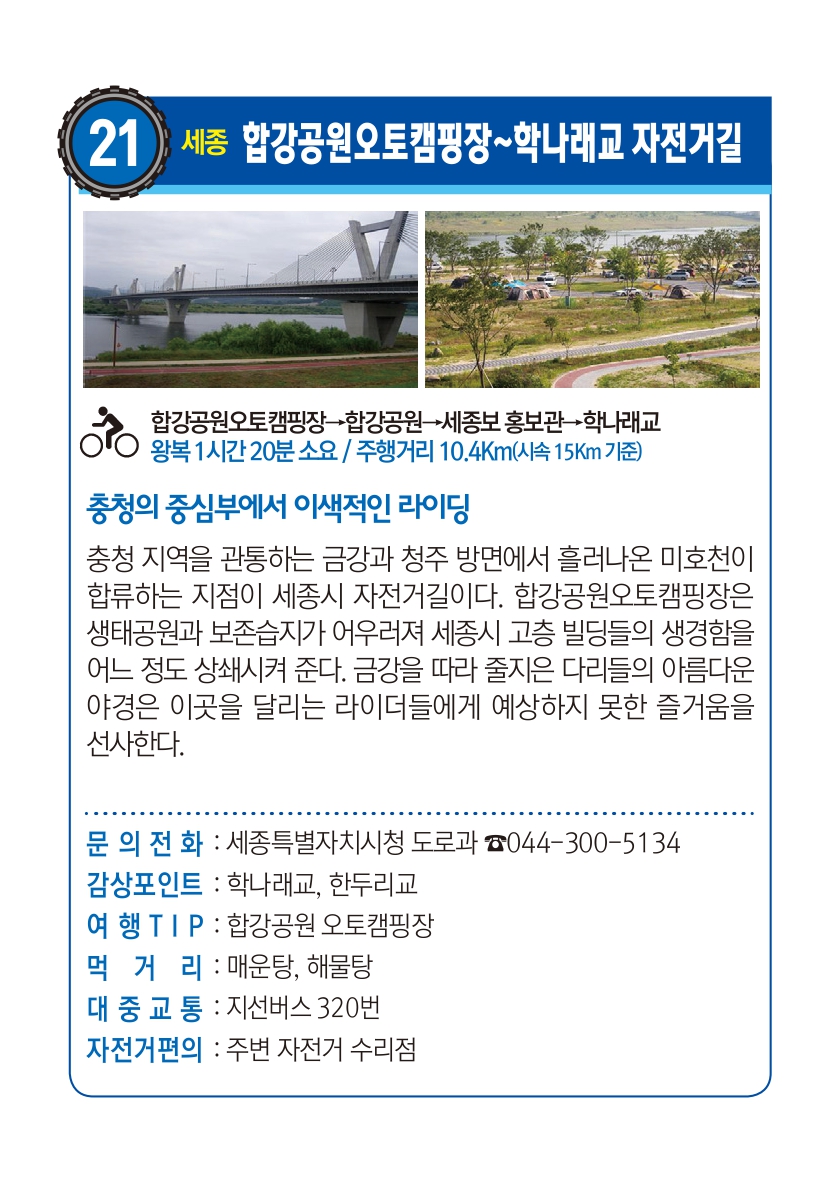 21 세종 합강공원오토캠핑장~학나래교 자전거길
합강공원오토캠핑장→합강공원→세종보 홍보관→학나래교
왕복 1시간 20분 소요 / 주행거리 10.4Km(시속 15Km 기준)
충청의 중심부에서 이색적인 라이딩
충청 지역을 관통하는 금강과 청주 방면에서 흘러나온 미호천이
합류하는 지점이 세종시 자전거길이다. 합강공원오토캠핑장은
생태공원과 보존습지가 어우러져 세종시 고층 빌딩들의 생경함을
어느 정도 상쇄시켜 준다. 금강을 따라 줄지은 다리들의 아름다운
야경은 이곳을 달리는 라이더들에게 예상하지 못한 즐거움을
선사한다.
문 의 전 화 : 세종특별자치시청 도로과 ☎044-300-5134
감상포인트 : 학나래교, 한두리교
여 행 T I P : 합강공원 오토캠핑장
먹 거 리 : 매운탕, 해물탕
대 중 교 통 : 지선버스 320번
자전거편의 : 주변 자전거 수리점